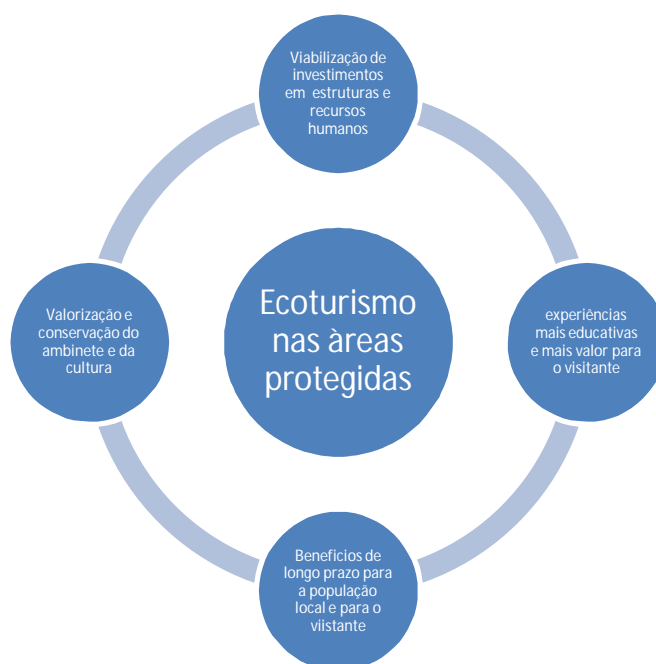 Viabilização de
investimentos
em estruturas e
recursos
humanos
Valorização e
conservação do
ambinete e da
cultura
Ecoturismo
nas àreas
protegidas
experiências
mais educativas
e mais valor para
o visitante
Benefícios de
longo prazo para
a população
local e para o
viistante